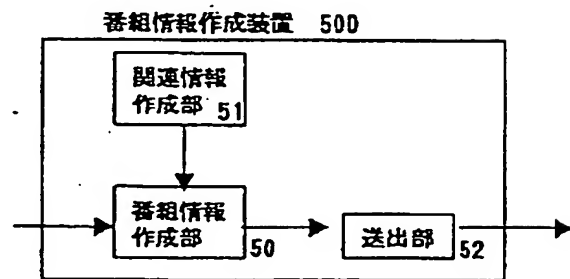 番組情報作成装置 500
関連情報
作成部 51
番組情報
作成部 50
送出部 52